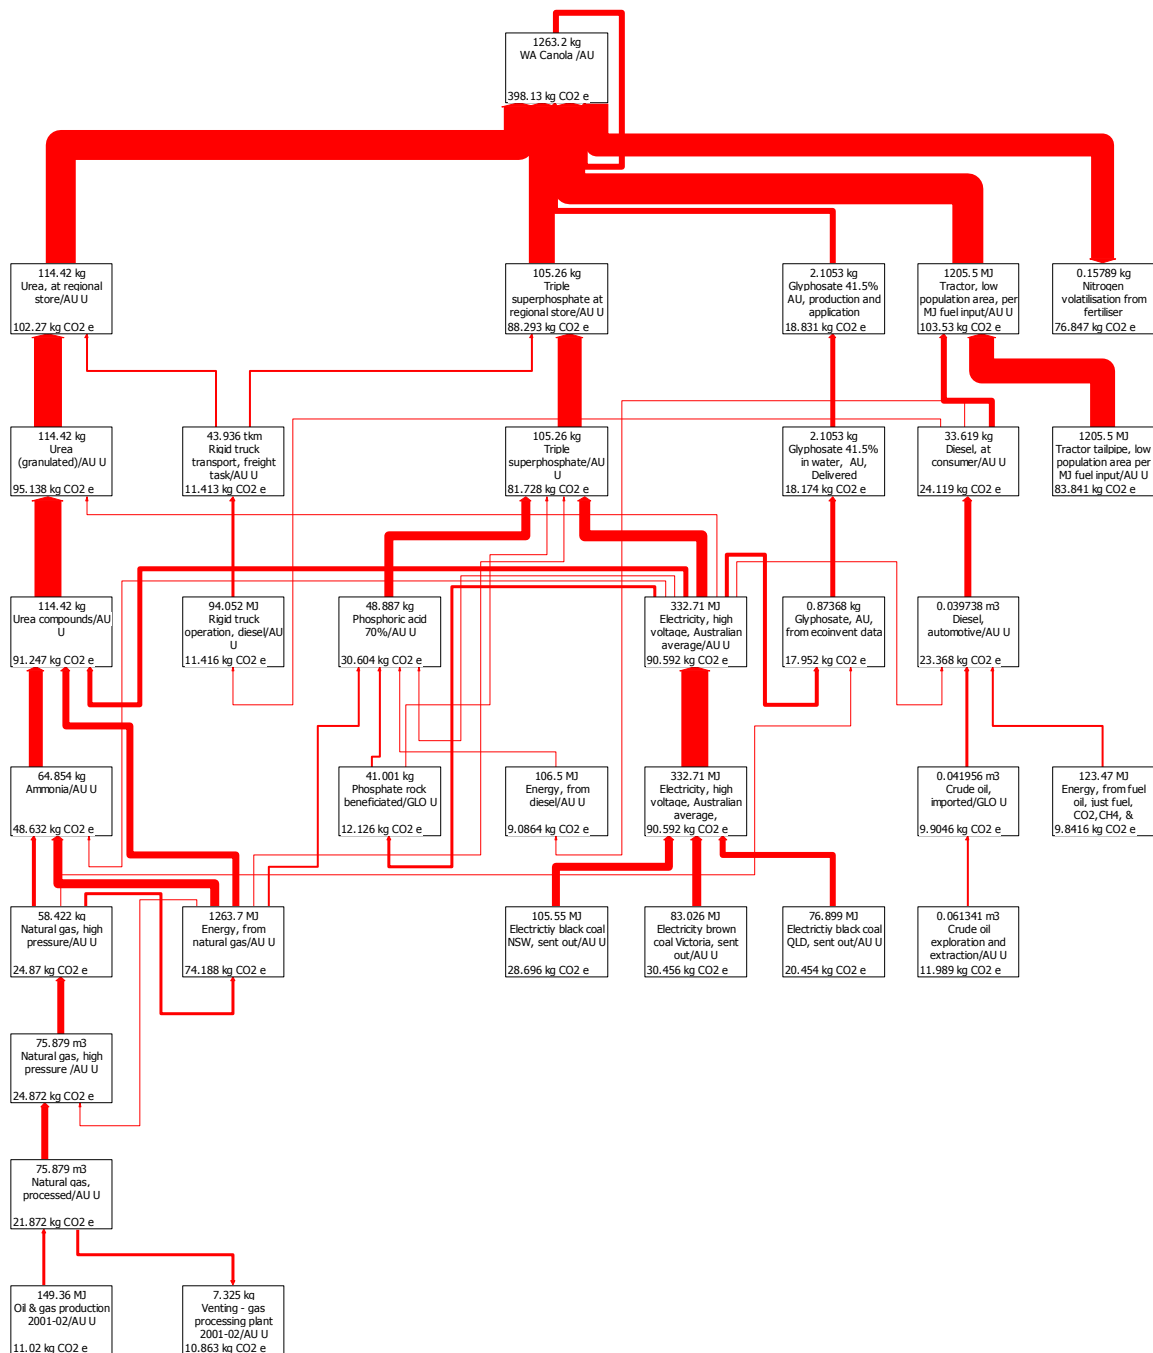 1263.2 kg
WA Canola /AU
398.13 kg CO2 e
114.42 kg
Urea, at regional
store/AU U
102.27 kg CO2 e
105.26 kg
Triple
superphosphate at
regional store/AU U
88.293 kg CO2 e
2.1053 kg
Glyphosate 41.5%
AU, production and
application
18.831 kg CO2 e
1205.5 MJ
Tractor, low
population area, per
MJ fuel input/AU U
103.53 kg CO2 e
0.15789 kg
Nitrogen
volatilisation from
fertiliser
76.847 kg CO2 e
114.42 kg
Urea
(granulated)/AU U
95.138 kg CO2 e
43.936 tkm
Rigid truck
transport, freight
task/AU U
11.413 kg CO2 e
105.26 kg
Triple
superphosphate/AU
U
81.728 kg CO2 e
2.1053 kg
Glyphosate 41.5%
in water, AU,
Delivered
18.174 kg CO2 e
33.619 kg
Diesel, at
consumer/AU U
24.119 kg CO2 e
1205.5 MJ
Tractor tailpipe, low
population area per
MJ fuel input/AU U
83.841 kg CO2 e
114.42 kg
Urea compounds/AU
U
91.247 kg CO2 e
94.052 MJ
Rigid truck
operation, diesel/AU
U
11.416 kg CO2 e
48.887 kg
Phosphoric acid
70%/AU U
30.604 kg CO2 e
332.71 MJ
Electricity, high
voltage, Australian
average/AU U
90.592 kg CO2 e
0.87368 kg
Glyphosate, AU,
from ecoinvent data
17.952 kg CO2 e
0.039738 m3
Diesel,
automotive/AU U
23.368 kg CO2 e
64.854 kg
Ammonia/AU U
48.632 kg CO2 e
41.001 kg
Phosphate rock
beneficiated/GLO U
12.126 kg CO2 e
106.5 MJ
Energy, from
diesel/AU U
9.0864 kg CO2 e
332.71 MJ
Electricity, high
voltage, Australian
average,
90.592 kg CO2 e
0.041956 m3
Crude oil,
imported/GLO U
9.9046 kg CO2 e
123.47 MJ
Energy, from fuel
oil, just fuel,
CO2,CH4, &
9.8416 kg CO2 e
58.422 kg
Natural gas, high
pressure/AU U
24.87 kg CO2 e
1263.7 MJ
Energy, from
natural gas/AU U
74.188 kg CO2 e
105.55 MJ
Electrictiy black coal
NSW, sent out/AU U
28.696 kg CO2 e
83.026 MJ
Electricity brown
coal Victoria, sent
out/AU U
30.456 kg CO2 e
76.899 MJ
Electrictiy black coal
QLD, sent out/AU U
20.454 kg CO2 e
0.061341 m3
Crude oil
exploration and
extraction/AU U
11.989 kg CO2 e
75.879 m3
Natural gas, high
pressure /AU U
24.872 kg CO2 e
75.879 m3
Natural gas,
processed/AU U
21.872 kg CO2 e
149.36 MJ
Oil & gas production
2001-02/AU U
11.02 kg CO2 e
7.325 kg
Venting - gas
processing plant
2001-02/AU U
10.863 kg CO2 e